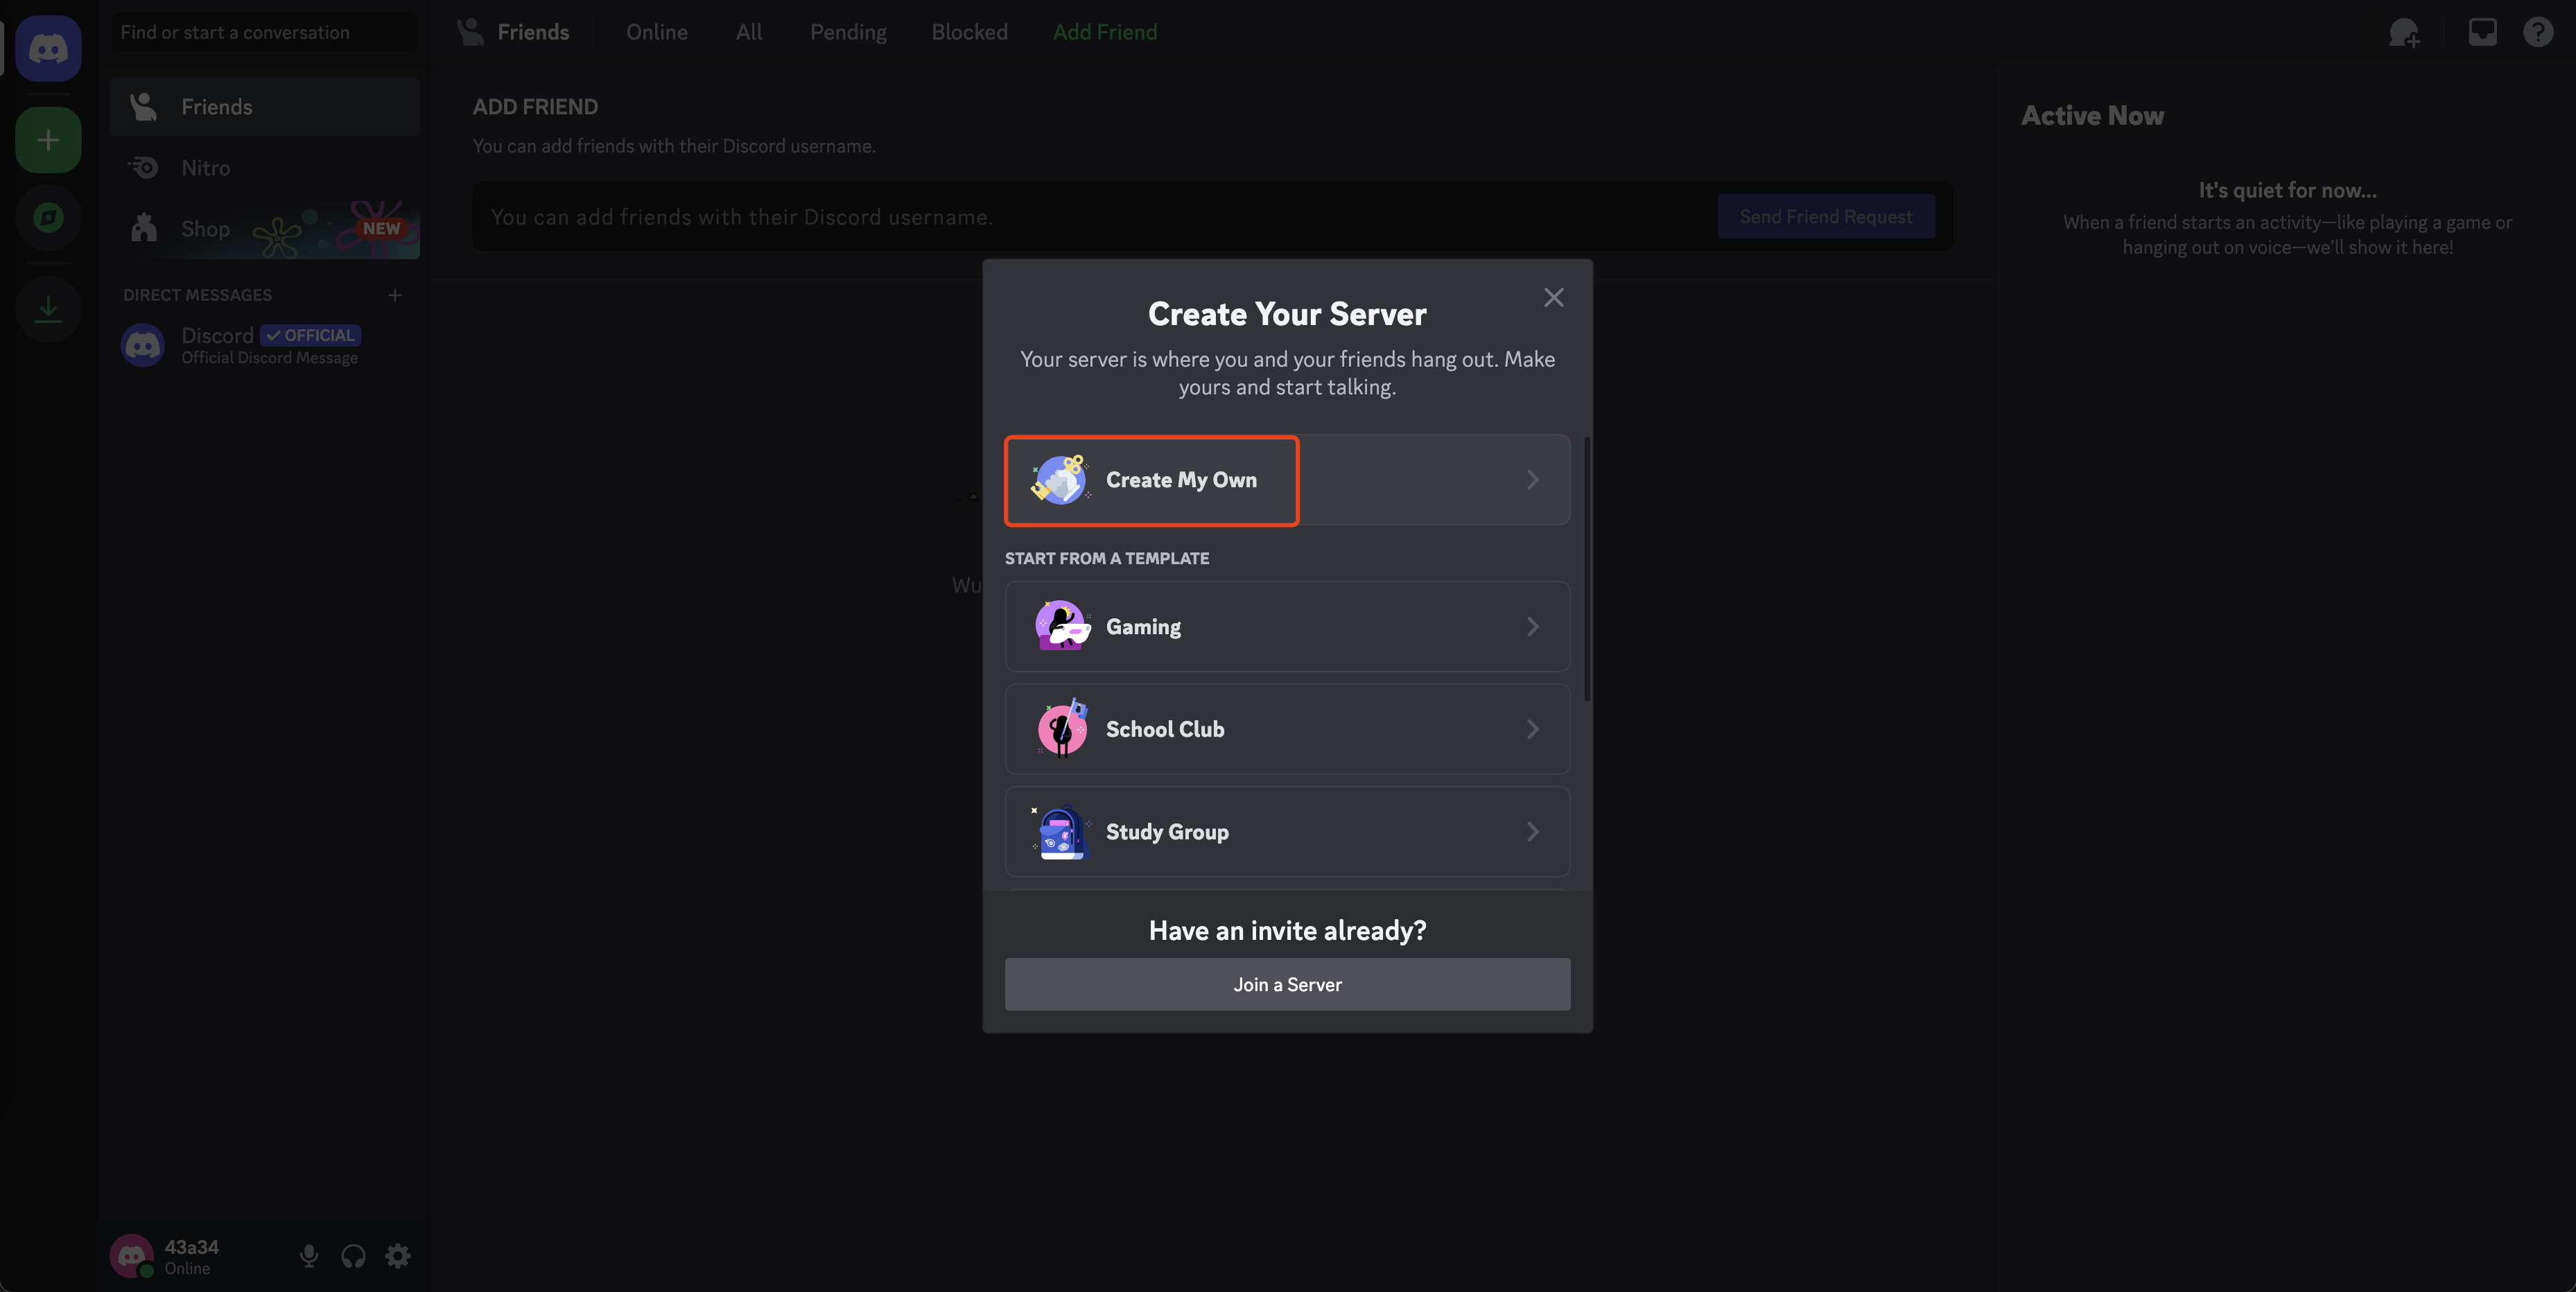 Find or start a conversation
Friends
Online
All
Pending
Blocked
Add Friend
Friends
Nitro
Shop
NEW
DIRECT MESSAGES
Discord
OFFICIAL
Official Discord Message
ADD FRIEND
You can add friends with their Discord username.
You can add friends with their Discord username.
Send Friend Request
Wu
Active Now
It's quiet for now...
When a friend starts an activity—like playing a game or
hanging out on voice—we'll show it here!
Create Your Server
Your server is where you and your friends hang out. Make
yours and start talking.
Create My Own
START FROM A TEMPLATE
Gaming
School Club
Study Group
Have an invite already?
Join a Server
43a34
Online